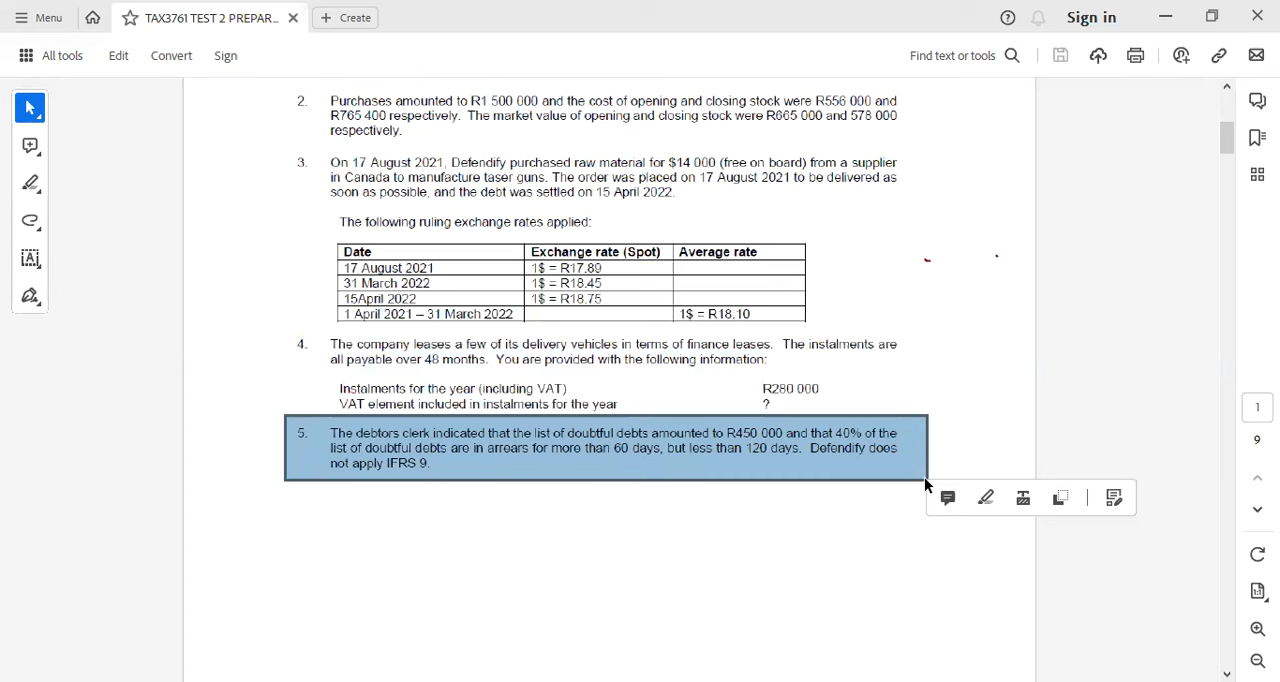 Menu
TAX3761 TEST 2 PREPAR...
Create
Sign in
All tools
Edit
Convert
Sign
Find text or tools
2. Purchases amounted to R1 500 000 and the cost of opening and closing stock were R556 000 and
R765 400 respectively. The market value of opening and closing stock were R665 000 and 578 000
respectively.
3. On 17 August 2021, Defendify purchased raw material for $14 000 (free on board) from a supplier
in Canada to manufacture taser guns. The order was placed on 17 August 2021 to be delivered as
soon as possible, and the debt was settled on 15 April 2022.
The following ruling exchange rates applied:
Date Exchange rate (Spot) Average rate
17 August 2021 1$ = R17.89
31 March 2022 1$ = R18.45
15April 2022 1$ = R18.75
1 April 2021 – 31 March 2022 1$ = R18.10
4. The company leases a few of its delivery vehicles in terms of finance leases. The instalments are
all payable over 48 months. You are provided with the following information:
Instalments for the year (including VAT) R280 000
VAT element included in instalments for the year ?
5. The debtors clerk indicated that the list of doubtful debts amounted to R450 000 and that 40% of the
list of doubtful debts are in arrears for more than 60 days, but less than 120 days. Defendify does
not apply IFRS 9.
1
9